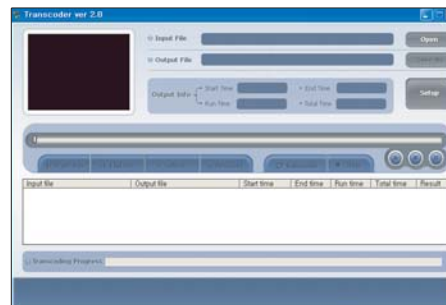 Transcoder ver 2.0
Input File
Open
Output File
Output Info
Start Time
End Time
Run Time
Total Time
Setup
Input file Output file Start time End time Run time Total time Result
Transcoding Progress